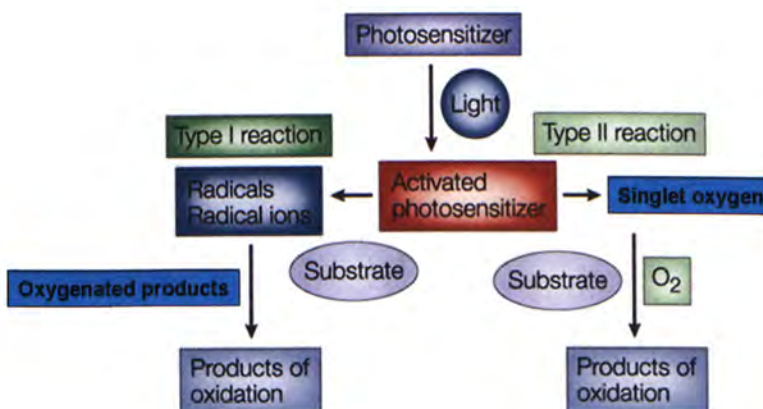 Photosensitizer
Light
Type I reaction
Type II reaction
Radicals
Radical ions
Activated
photosensitizer
Singlet oxygen
Substrate
Substrate
O₂
Oxygenated products
Products of
oxidation
Products of
oxidation